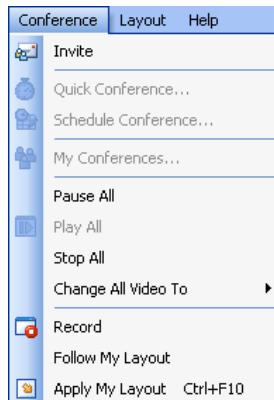 Conference Layout Help
Invite
Quick Conference...
Schedule Conference...
My Conferences...
Pause All
Play All
Stop All
Change All Video To
Record
Follow My Layout
Apply My Layout Ctrl+F10